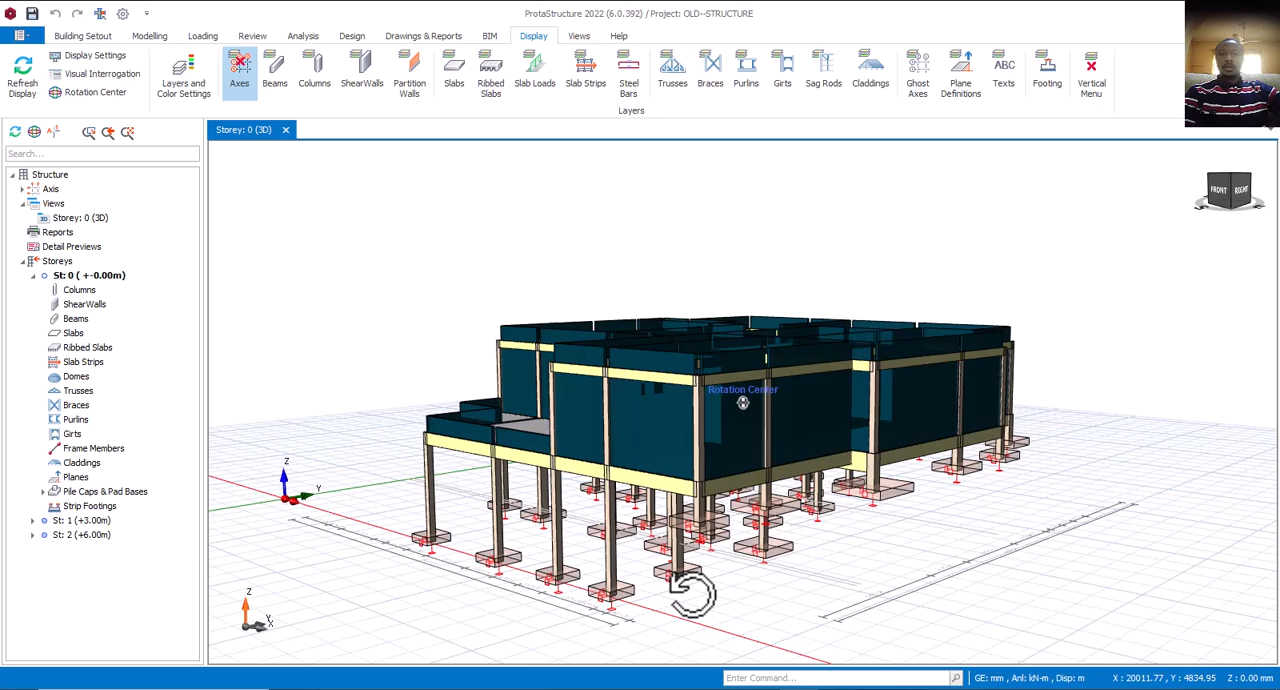 ProtaStructure 2022 (6.0.392) / Project: OLD--STRUCTURE
Building Setout Modelling Loading Review Analysis Design Drawings & Reports BIM Display Views Help
Refresh Display
Display Settings
Visual Interrogation
Rotation Center
Layers and Color Settings
Axes
Beams
Columns
ShearWalls
Partition Walls
Slabs
Ribbed Slabs
Slab Loads
Slab Strips
Steel Bars
Trusses
Braces
Purlins
Girts
Sag Rods
Claddings
Ghost Axes
Plane Definitions
ABC
Texts
Footing
Vertical Menu
Layers
Storey: 0 (3D)
Search...
Structure
Axis
Views
3D Storey: 0 (3D)
Reports
Detail Previews
Storeys
St: 0 ( +-0.00m)
Columns
ShearWalls
Beams
Slabs
Ribbed Slabs
Slab Strips
Domes
Trusses
Braces
Purlins
Girts
Frame Members
Claddings
Planes
Pile Caps & Pad Bases
Strip Footings
St: 1 (+3.00m)
St: 2 (+6.00m)
FRONT RIGHT
Rotation Center
Z
Y
Z
Y
X
Enter Command...
GE: mm , Anl: kN-m , Disp: m
X : 20011.77 , Y : 4834.95
Z : 0.00 mm